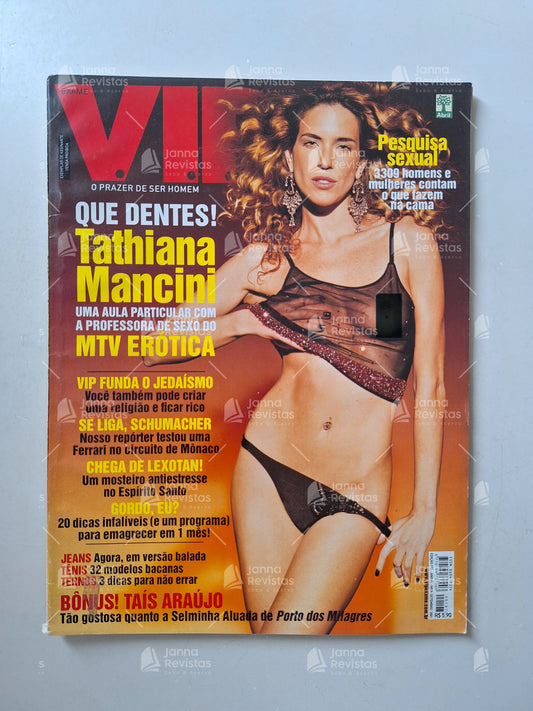 V.I.P.
O PRAZER DE SER HOMEM
Abril
Pesquisa
sexual
3309 homens e
mulheres contam
o que fazem
na cama
QUE DENTES!
Tathiana
Mancini
UMA AULA PARTICULAR COM
A PROFESSORA DE SEXO DO
MTV ERÓTICA
VIP FUNDA O JEDAÍSMO
Você também pode criar
uma religião e ficar rico
SE LIGA, SCHUMACHER
Nosso repórter testou uma
Ferrari no circuito de Mônaco
CHEGA DE LEXOTAN!
Um mosteiro antiestresse
no Espírito Santo
GORDO, EU?
20 dicas infalíveis (e um programa)
para emagrecer em 1 mês!
JEANS Agora, em versão balada
TÊNIS 32 modelos bacanas
TERNOS 3 dicas para não errar
BÔNUS! TAÍS ARAÚJO
Tão gostosa quanto a Selminha Aluada de Porto dos Milagres
R$ 5,90
Janna
Revistas
Sebo & Acervo